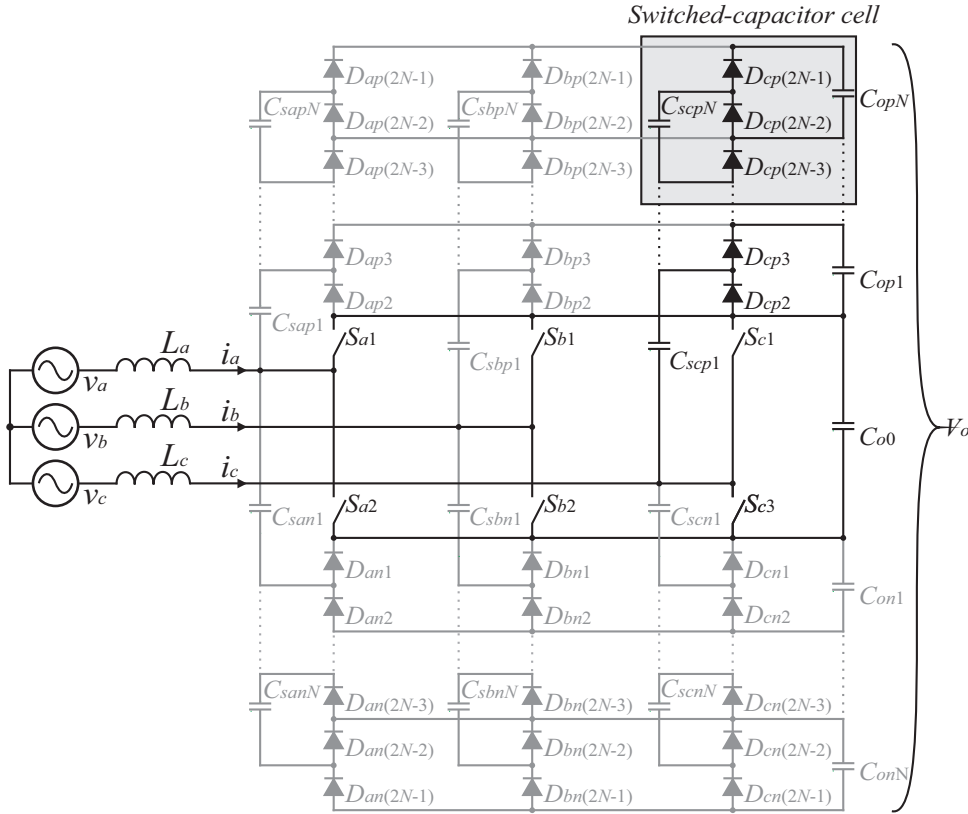 Switched-capacitor cell
Dap(2N-1)
Dbp(2N-1)
Dcp(2N-1)
CopN
CsapN
CsbpN
CscpN
Dap(2N-2)
Dbp(2N-2)
Dcp(2N-2)
Dap(2N-3)
Dbp(2N-3)
Dcp(2N-3)
Dap3
Dbp3
Dcp3
Cop1
Dap2
Dbp2
Dcp2
Csap1
Sa1
Sb1
Sc1
Csbp1
Cscp1
La
ia
va
Lb
ib
vb
Co0
Vo
Lc
ic
vc
Csan1
Sa2
Csbn1
Sb2
Cscn1
Sc3
Dan1
Dbn1
Dcn1
Con1
Dan2
Dbn2
Dcn2
CsanN
CsbnN
CscnN
Dan(2N-3)
Dbn(2N-3)
Dcn(2N-3)
Dan(2N-2)
Dbn(2N-2)
Dcn(2N-2)
ConN
Dan(2N-1)
Dbn(2N-1)
Dcn(2N-1)